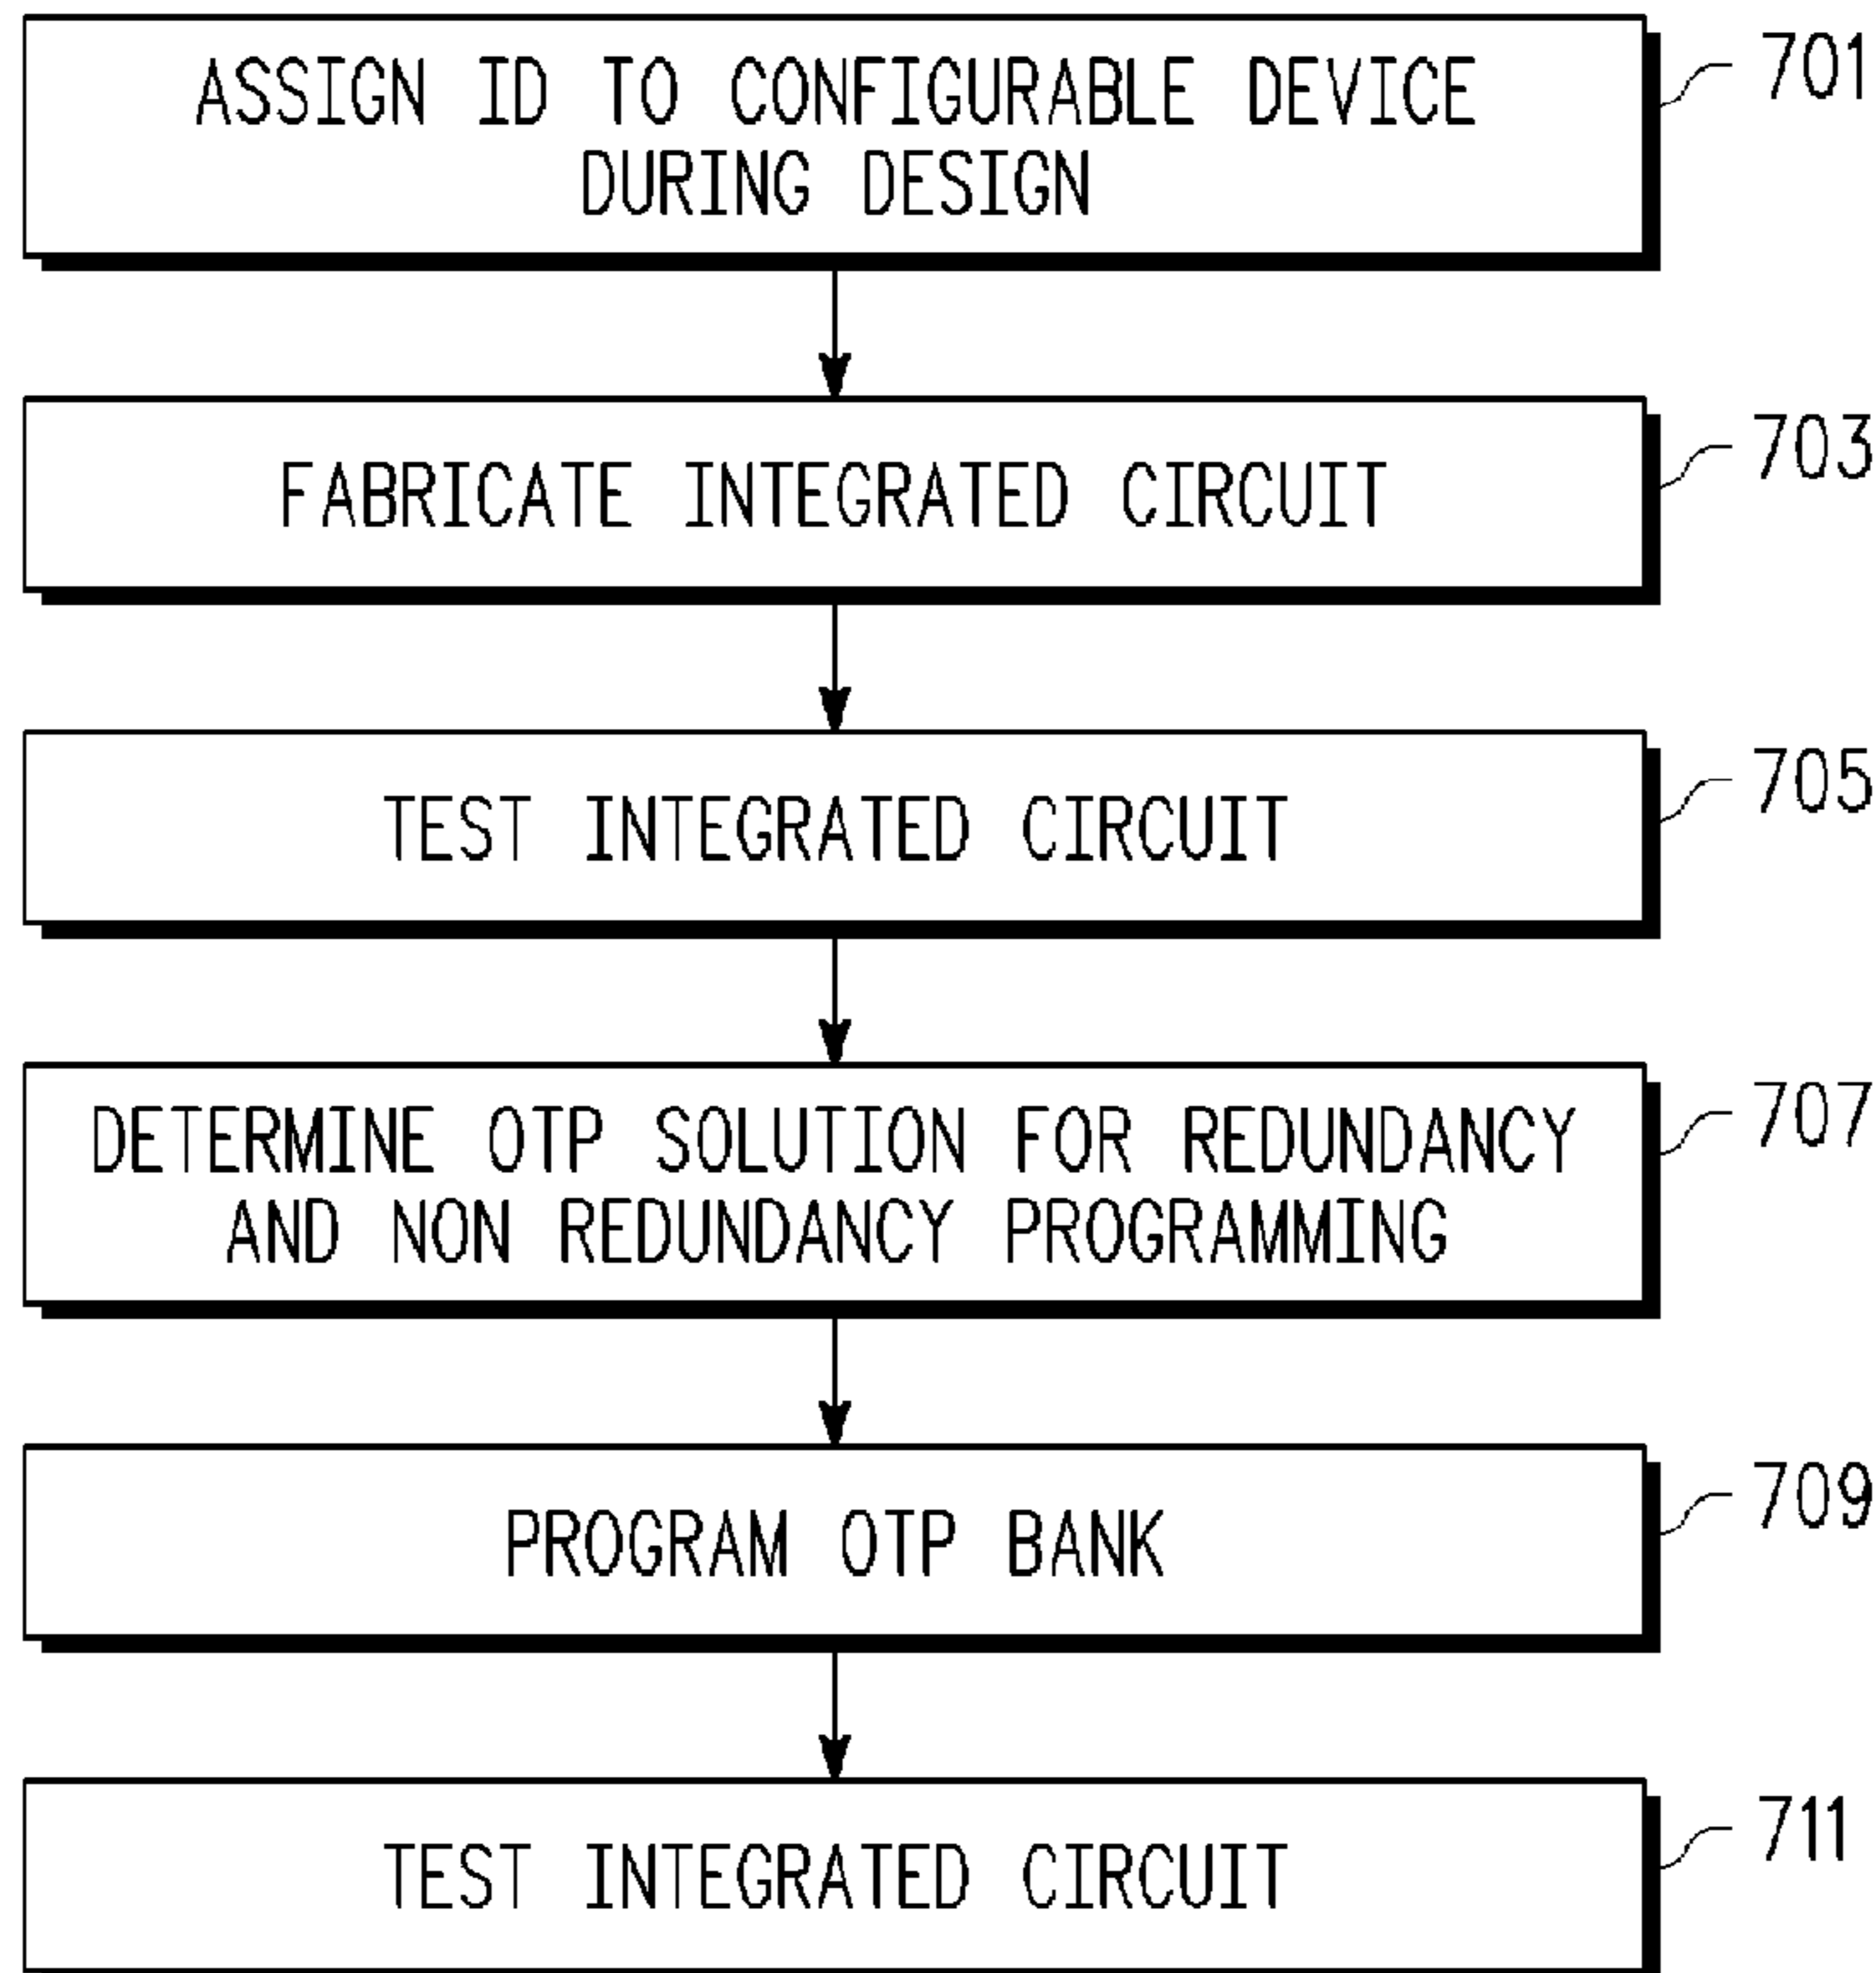 ASSIGN ID TO CONFIGURABLE DEVICE
DURING DESIGN
701
FABRICATE INTEGRATED CIRCUIT
703
TEST INTEGRATED CIRCUIT
705
DETERMINE OTP SOLUTION FOR REDUNDANCY
AND NON REDUNDANCY PROGRAMMING
707
PROGRAM OTP BANK
709
TEST INTEGRATED CIRCUIT
711